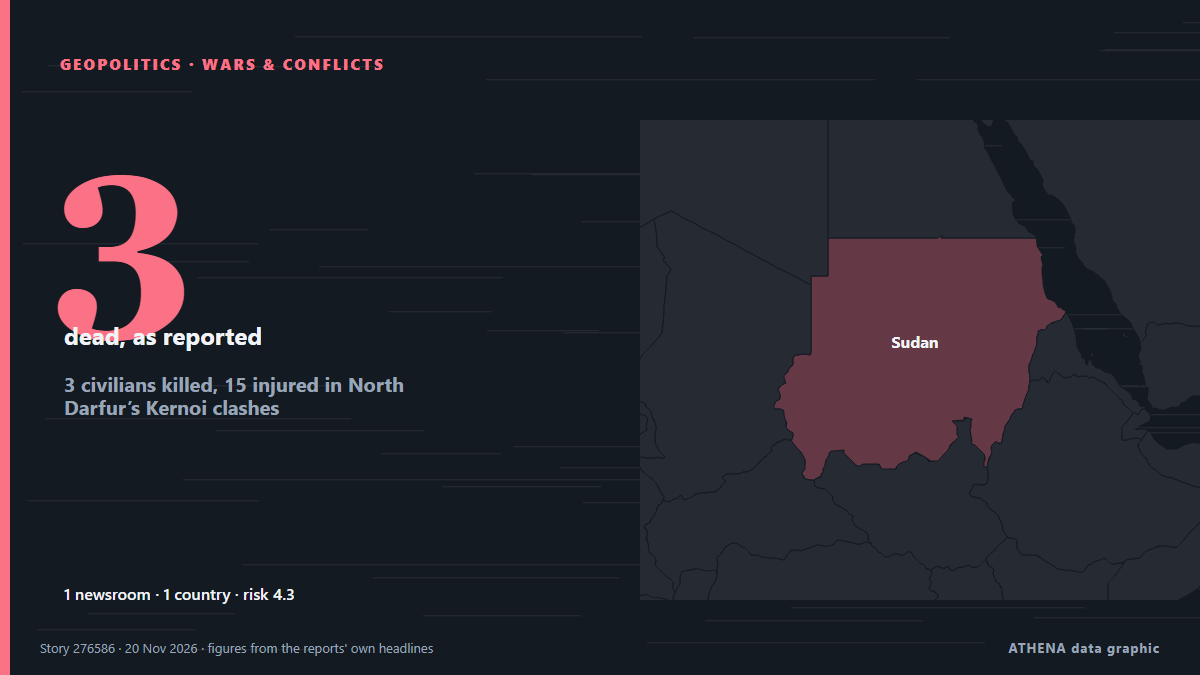 GEOPOLITICS · WARS & CONFLICTS
3
dead, as reported
3 civilians killed, 15 injured in North
Darfur’s Kernoi clashes
Sudan
1 newsroom · 1 country · risk 4.3
Story 276586 · 20 Nov 2026 · figures from the reports' own headlines
ATHENA data graphic